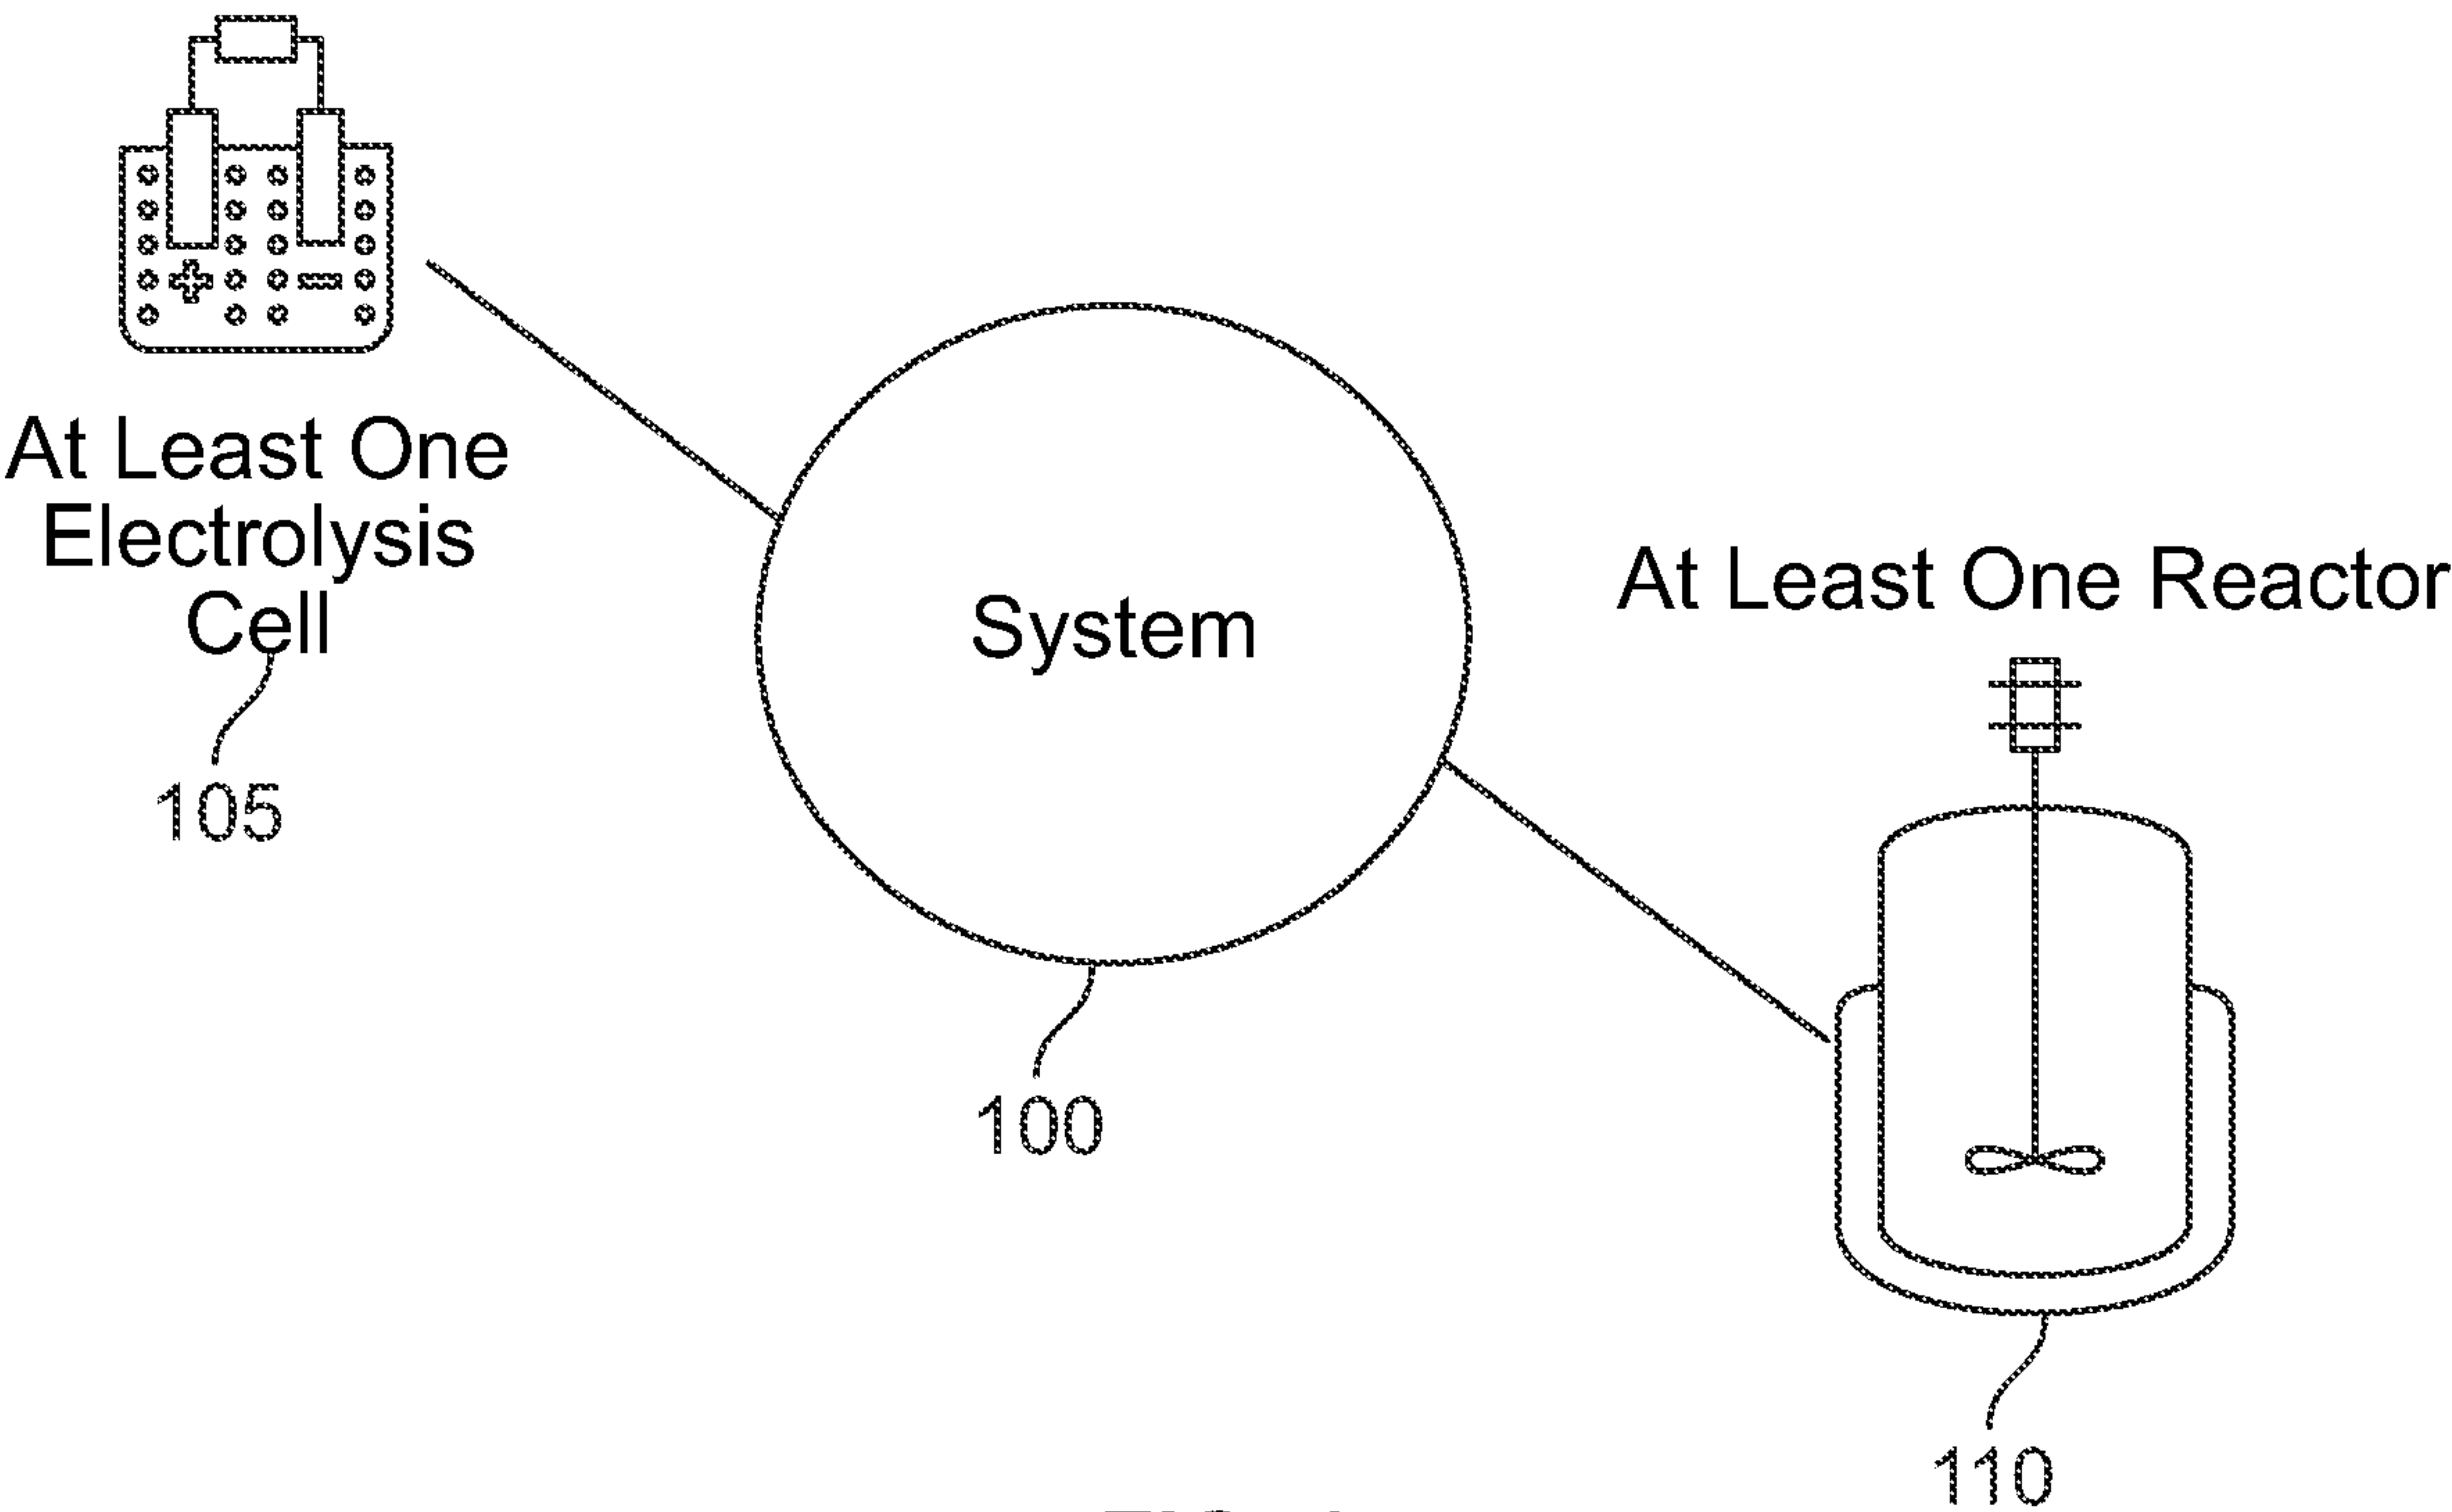 At Least One
Electrolysis
Cell
105
System
100
At Least One Reactor
110